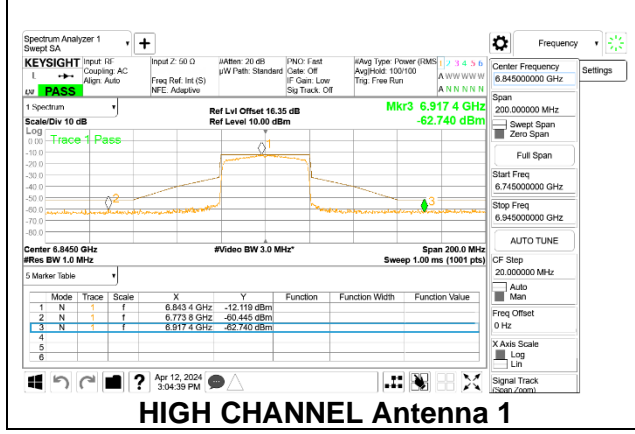 Spectrum Analyzer 1
Swept SA
+
Frequency
KEYSIGHT Input: RF Input Z: 50 Ω #Atten: 20 dB PNO: Fast #Avg Type: Power (RMS) 1 2 3 4 5 6
L Coupling: AC µW Path: Standard Gate: Off Avg|Hold: 100/100 A W W W W W
Align: Auto Freq Ref: Int (S) IF Gain: Low Trig: Free Run
PASS NFE: Adaptive Sig Track: Off A N N N N N
1 Spectrum Ref Lvl Offset 16.35 dB Mkr3 6.917 4 GHz
Scale/Div 10 dB Ref Level 10.00 dBm -62.740 dBm
Log
Trace 1 Pass
0.00
-10.0
-20.0
-30.0
-40.0
-50.0
-60.0
-70.0
-80.0
1
2
3
Center 6.8450 GHz #Video BW 3.0 MHz* Span 200.0 MHz
#Res BW 1.0 MHz Sweep 1.00 ms (1001 pts)
5 Marker Table
Mode Trace Scale X Y Function Function Width Function Value
1 N 1 f 6.843 4 GHz -12.119 dBm
2 N 1 f 6.773 8 GHz -60.445 dBm
3 N 1 f 6.917 4 GHz -62.740 dBm
4
5
6
? Apr 12, 2024
3:04:39 PM
Center Frequency
6.845000000 GHz
Settings
Span
200.000000 MHz
Swept Span
Zero Span
Full Span
Start Freq
6.745000000 GHz
Stop Freq
6.945000000 GHz
AUTO TUNE
CF Step
20.000000 MHz
Auto
Man
Freq Offset
0 Hz
X Axis Scale
Log
Lin
Signal Track
(Span Zoom)
HIGH CHANNEL Antenna 1